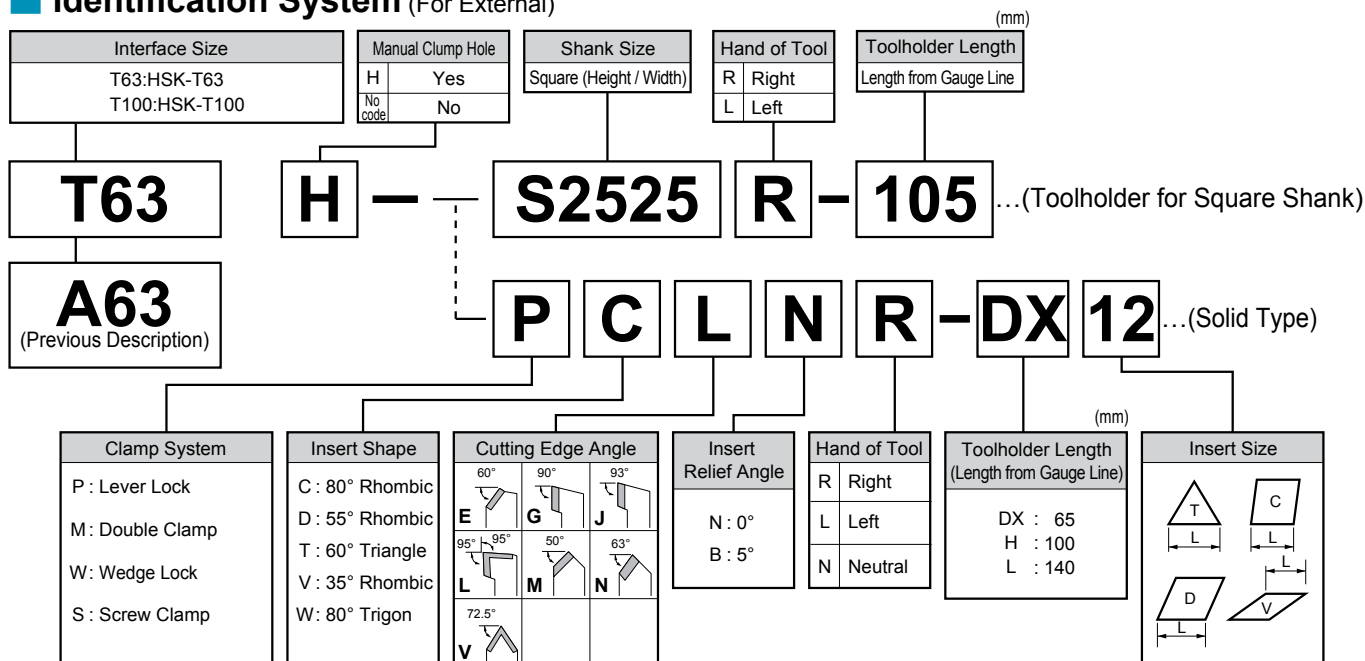 Identification System (For External)
(mm)
Interface Size
T63:HSK-T63
T100:HSK-T100
Manual Clump Hole
H Yes
No code No
Shank Size
Square (Height / Width)
Hand of Tool
R Right
L Left
Toolholder Length
Length from Gauge Line
T63 H — S2525 R – 105 …(Toolholder for Square Shank)
A63
(Previous Description)
P C L N R – DX 12 …(Solid Type)
Clamp System
P : Lever Lock
M : Double Clamp
W : Wedge Lock
S : Screw Clamp
Insert Shape
C : 80° Rhombic
D : 55° Rhombic
T : 60° Triangle
V : 35° Rhombic
W : 80° Trigon
Cutting Edge Angle
60° 90° 93°
E G J
95° 95° 50° 63°
L M N
72.5°
V
Insert
Relief Angle
N : 0°
B : 5°
Hand of Tool
R Right
L Left
N Neutral
(mm)
Toolholder Length
(Length from Gauge Line)
DX : 65
H : 100
L : 140
Insert Size
T C
L L
L
D V
L